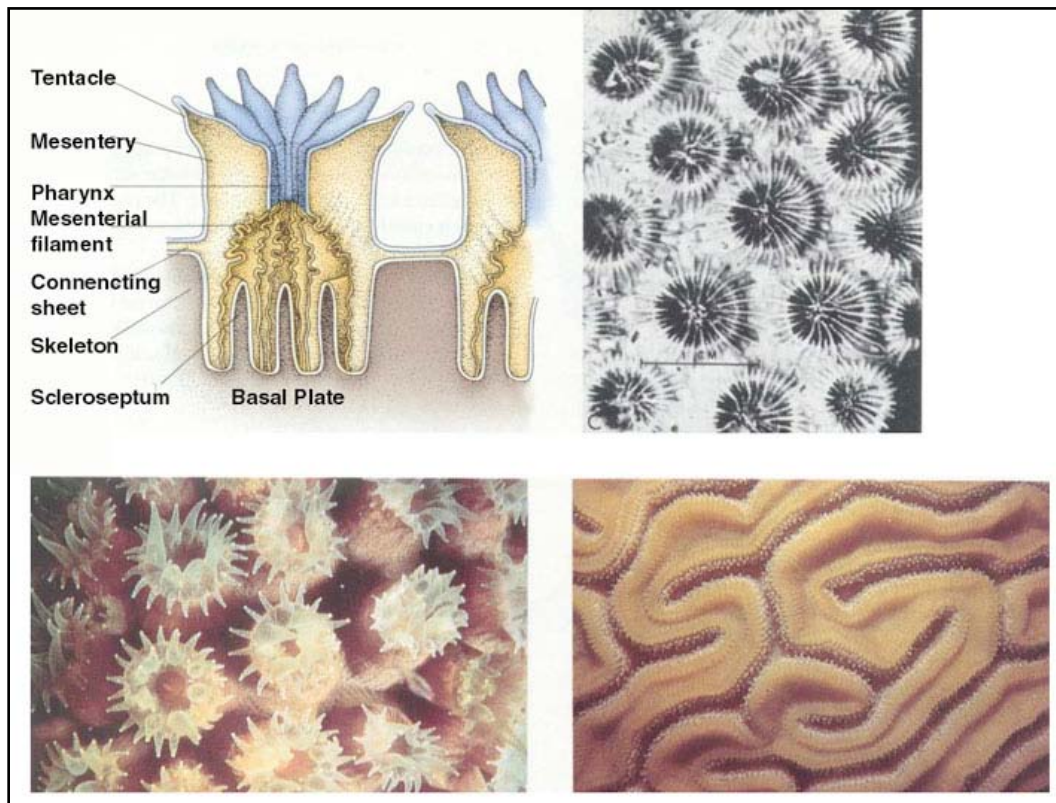 Tentacle
Mesentery
Pharynx
Mesenterial
filament
Connencting
sheet
Skeleton
Scleroseptum
Basal Plate
C